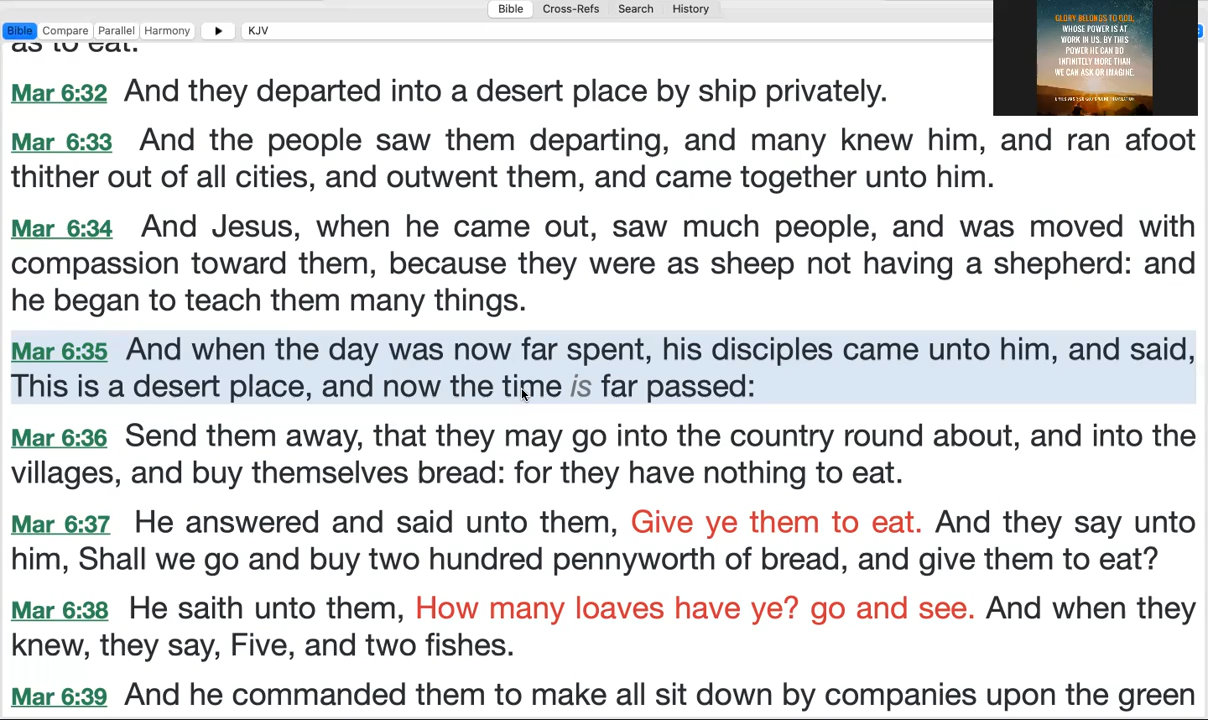 Bible Cross-Refs Search History
Bible Compare Parallel Harmony KJV
as to eat.
GLORY BELONGS TO GOD,
WHOSE POWER IS AT
WORK IN US. BY THIS
POWER HE CAN DO
INFINITELY MORE THAN
WE CAN ASK OR IMAGINE.
Mar 6:32 And they departed into a desert place by ship privately.
Mar 6:33 And the people saw them departing, and many knew him, and ran afoot
thither out of all cities, and outwent them, and came together unto him.
Mar 6:34 And Jesus, when he came out, saw much people, and was moved with
compassion toward them, because they were as sheep not having a shepherd: and
he began to teach them many things.
Mar 6:35 And when the day was now far spent, his disciples came unto him, and said,
This is a desert place, and now the time is far passed:
Mar 6:36 Send them away, that they may go into the country round about, and into the
villages, and buy themselves bread: for they have nothing to eat.
Mar 6:37 He answered and said unto them, Give ye them to eat. And they say unto
him, Shall we go and buy two hundred pennyworth of bread, and give them to eat?
Mar 6:38 He saith unto them, How many loaves have ye? go and see. And when they
knew, they say, Five, and two fishes.
Mar 6:39 And he commanded them to make all sit down by companies upon the green